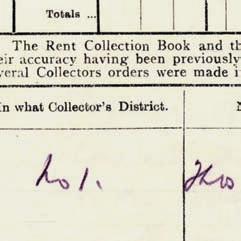 Totals ...
The Rent Collection Book and th
eir accuracy having been previously
veral Collectors orders were made i
In what Collector's District.
No 1.
Thos